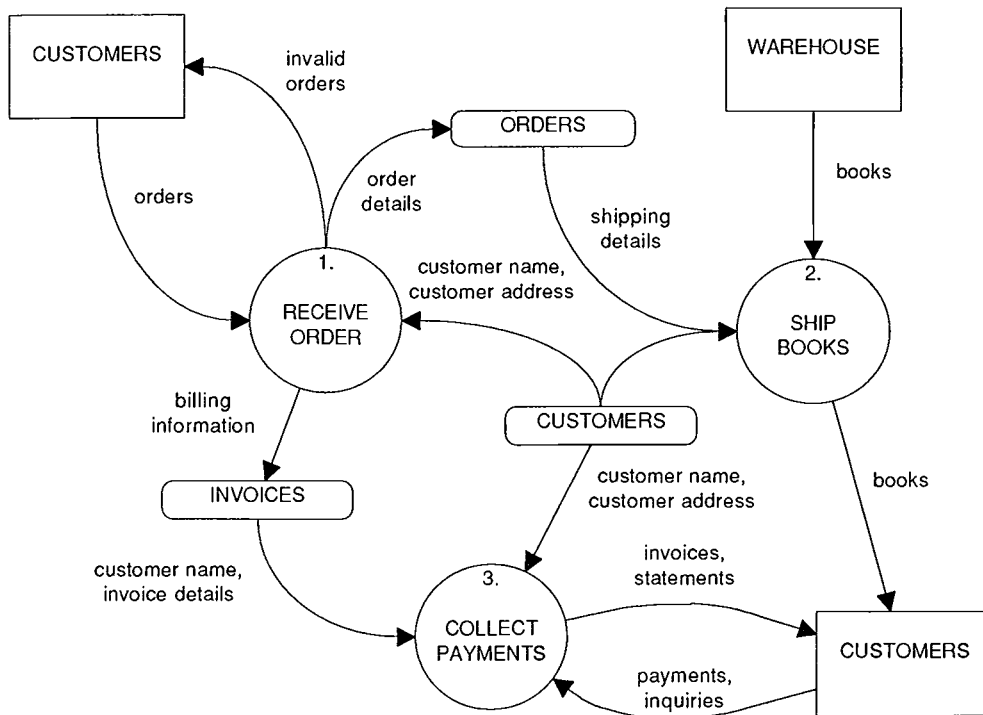 CUSTOMERS
invalid
orders
WAREHOUSE
ORDERS
order
details
orders
books
shipping
details
1.
RECEIVE
ORDER
customer name,
customer address
2.
SHIP
BOOKS
billing
information
CUSTOMERS
INVOICES
customer name,
customer address
books
customer name,
invoice details
3.
COLLECT
PAYMENTS
invoices,
statements
CUSTOMERS
payments,
inquiries